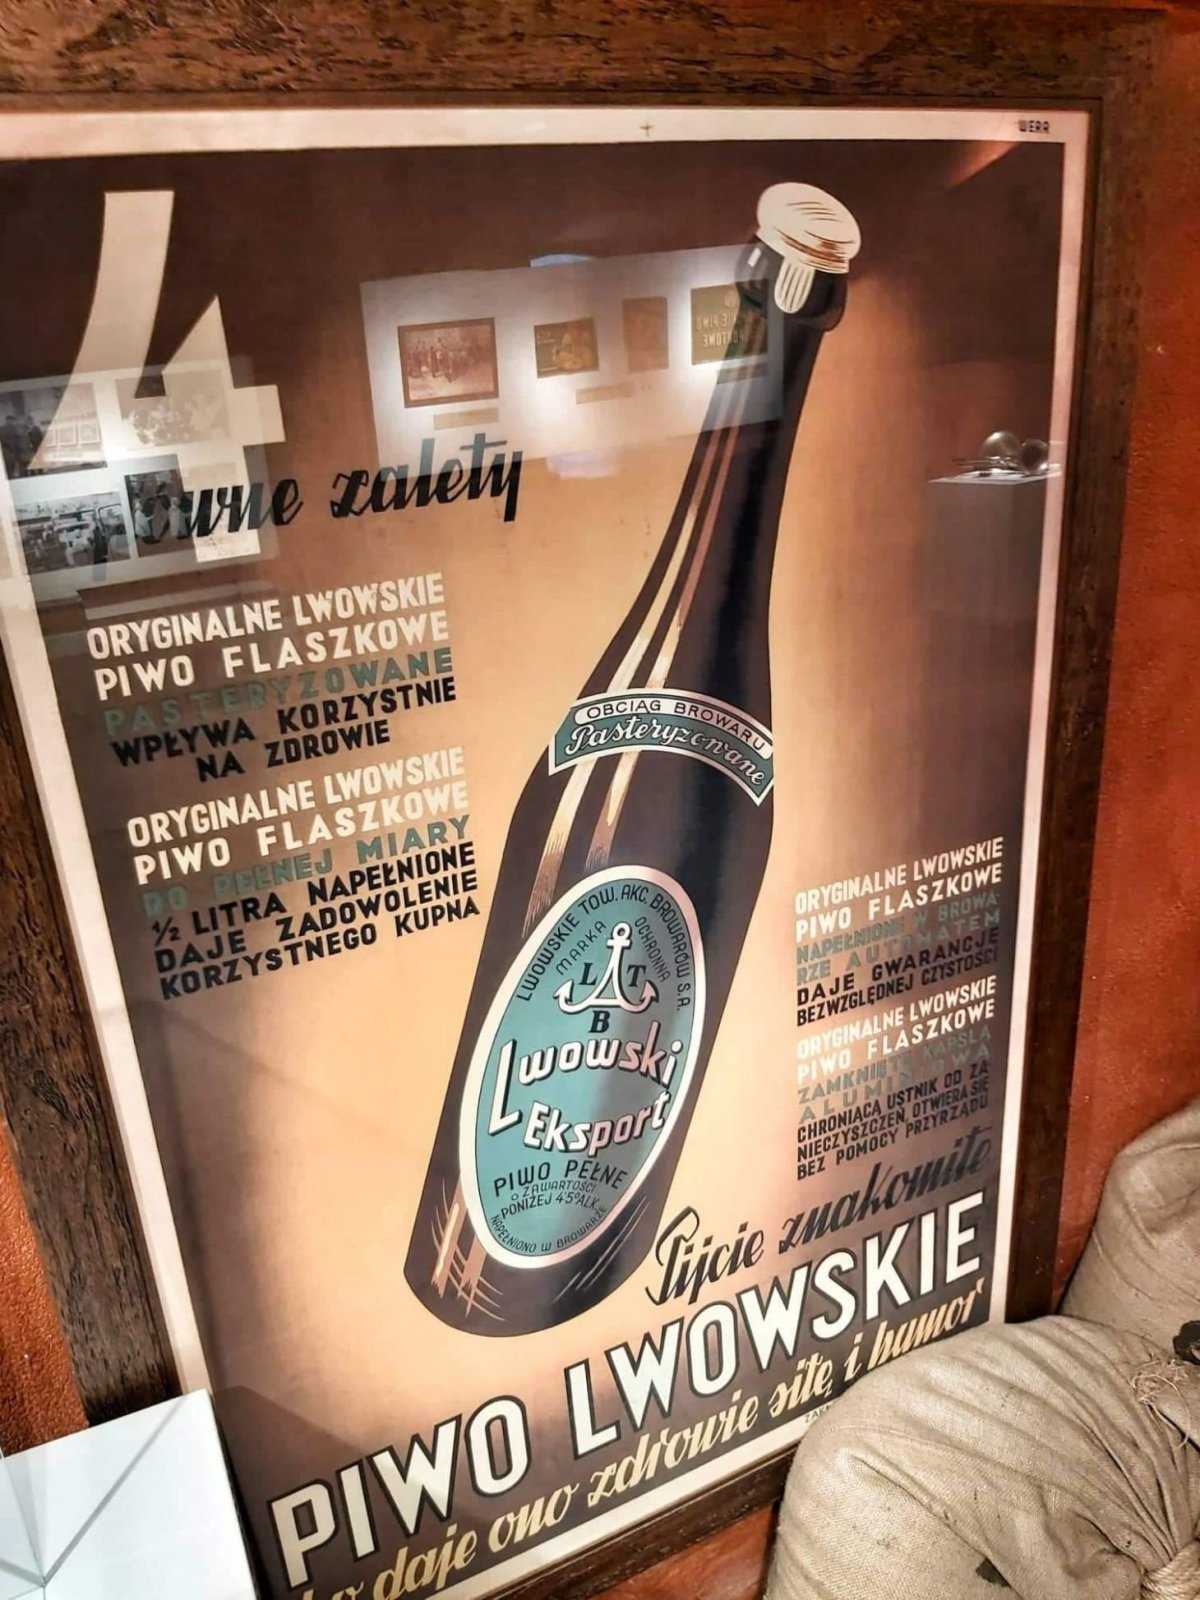 WERA
4
zalety
ORYGINALNE LWOWSKIE
PIWO FLASZKOWE
PASTERYZOWANE
WPŁYWA KORZYSTNIE
NA ZDROWIE
ORYGINALNE LWOWSKIE
PIWO FLASZKOWE
DO PEŁNEJ MIARY
½ LITRA NAPEŁNIONE
DAJE ZADOWOLENIE
KORZYSTNEGO KUPNA
OBCIĄG BROWARU
Pasteryzowane
LWOWSKIE TOW. AKC. BROWARÓW S.A.
MARKA OCHRONNA
L T
B
Lwowski
Eksport
PIWO PEŁNE
O ZAWARTOŚCI
PONIŻEJ 4'5° ALK.
NAPEŁNIONO W BROWARZE
ORYGINALNE LWOWSKIE
PIWO FLASZKOWE
NAPEŁNIONE W BROWA-
RZE AUTOMATEM
DAJE GWARANCJE
BEZWZGLĘDNEJ CZYSTOŚCI
ORYGINALNE LWOWSKIE
PIWO FLASZKOWE
ZAMKNIĘTE KAPSLĄ
ALUMINIOWĄ
CHRONIĄCĄ USTNIK OD ZA-
NIECZYSZCZEŃ, OTWIERA SIĘ
BEZ POMOCY PRZYRZĄDU
Pijcie znakomite
PIWO LWOWSKIE
daje ono zdrowie siłę i humor